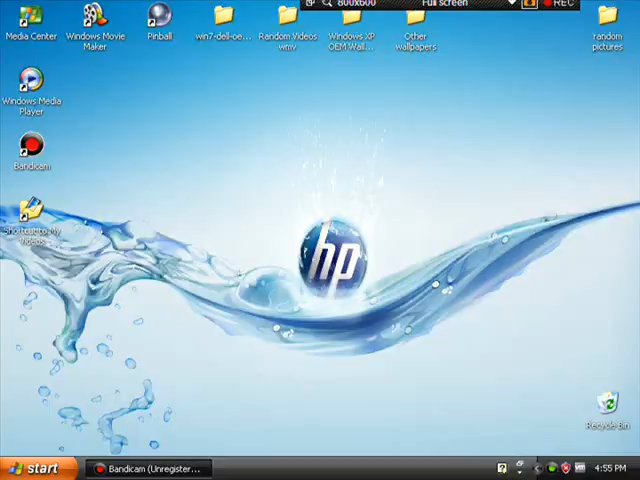 800x600
Full screen
REC
Media Center
Windows Movie
Maker
Pinball
win7-dell-oe...
Random Videos
wmv
Windows XP
OEM Wall...
Other
wallpapers
random
pictures
Windows Media
Player
Bandicam
Shortcut to My
Videos
hp
Recycle Bin
start
Bandicam (Unregister...
4:55 PM